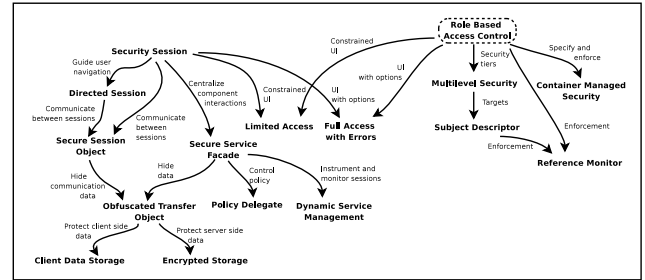 Role Based
Access Control
Constrained
UI
Security Session
UI
with options
Security
tiers
Specify and
enforce
Guide user
navigation
Centralize
component
interactions
Multilevel Security
Container Managed
Security
Directed Session
Constrained
UI
UI
with options
Communicate
between sessions
Communicate
between
sessions
Targets
Limited Access
Full Access
with Errors
Subject Descriptor
Enforcement
Secure Session
Object
Secure Service
Facade
Enforcement
Reference Monitor
Hide
data
Control
policy
Instrument and
monitor sessions
Hide
communication
data
Obfuscated Transfer
Object
Policy Delegate
Dynamic Service
Management
Protect client side
data
Protect server side
data
Client Data Storage
Encrypted Storage